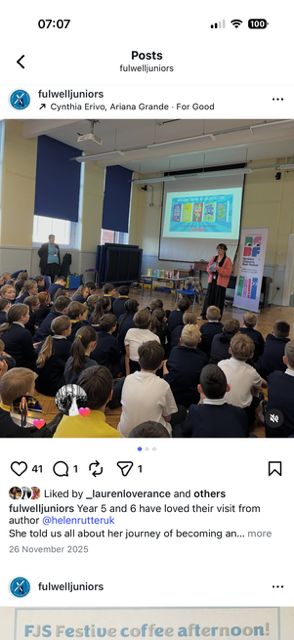 07:07
100
Posts
fulwelljuniors
fulwelljuniors
Cynthia Erivo, Ariana Grande · For Good
41
1
1
1
Liked by _laurenloverance and others
fulwelljuniors Year 5 and 6 have loved their visit from
author @helenrutteruk
She told us all about her journey of becoming an... more
26 November 2025
fulwelljuniors
FJS Festive coffee afternoon!